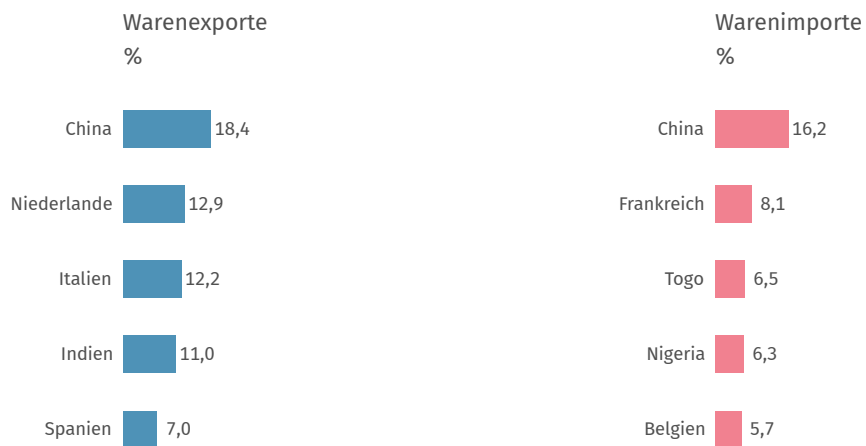 Warenexporte
%
China 18,4
Niederlande 12,9
Italien 12,2
Indien 11,0
Spanien 7,0
Warenimporte
%
China 16,2
Frankreich 8,1
Togo 6,5
Nigeria 6,3
Belgien 5,7